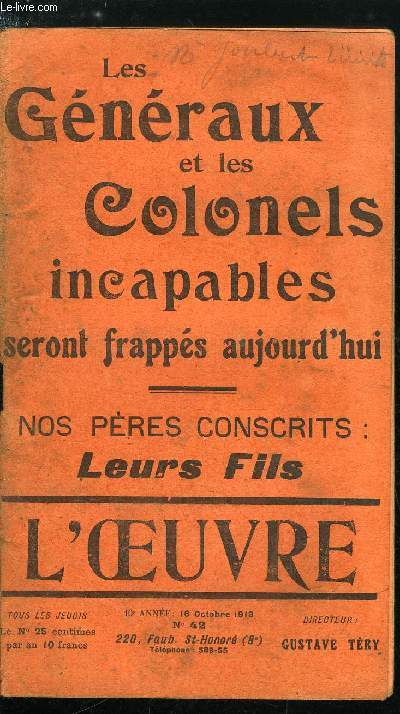 Le-livre.com
Les
Généraux
et les
Colonels
incapables
seront frappés aujourd'hui
NOS PÈRES CONSCRITS :
Leurs Fils
L'ŒUVRE
TOUS LES JEUDIS
Le N° 25 centimes
par an 10 francs
10e ANNÉE : 16 Octobre 1913
N° 42
220, Faub. St-Honoré (8e)
Téléphone : 588-55
DIRECTEUR :
GUSTAVE TÉRY